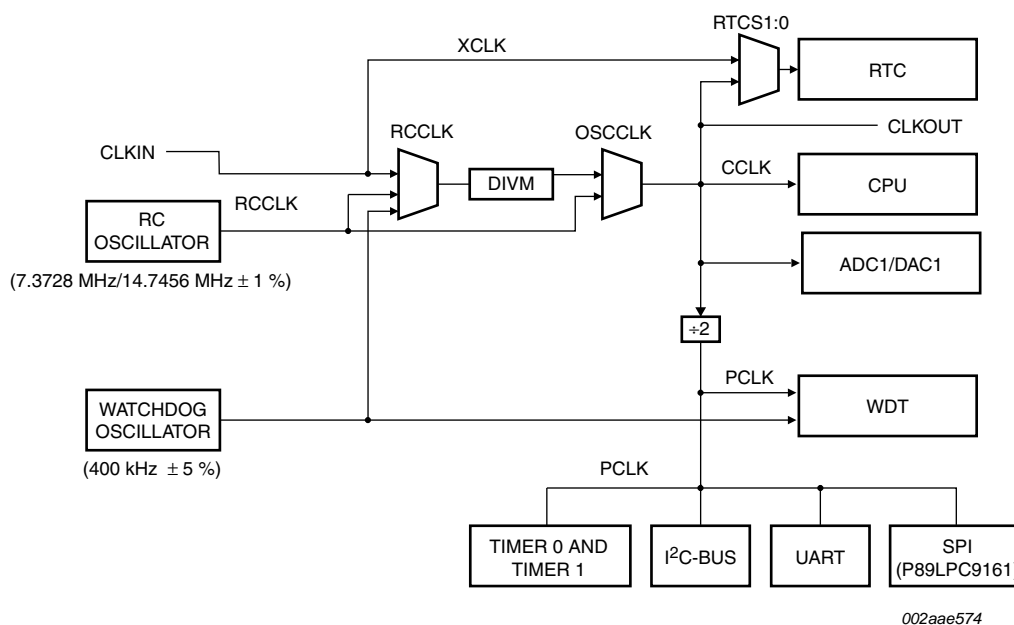 RTCS1:0
XCLK
RTC
CLKOUT
RCCLK
OSCCLK
CLKIN
DIVM
CCLK
CPU
RCCLK
RC
OSCILLATOR
(7.3728 MHz/14.7456 MHz ± 1 %)
ADC1/DAC1
÷2
PCLK
WDT
WATCHDOG
OSCILLATOR
(400 kHz ± 5 %)
PCLK
TIMER 0 AND
TIMER 1
I²C-BUS
UART
SPI
(P89LPC9161)
002aae574